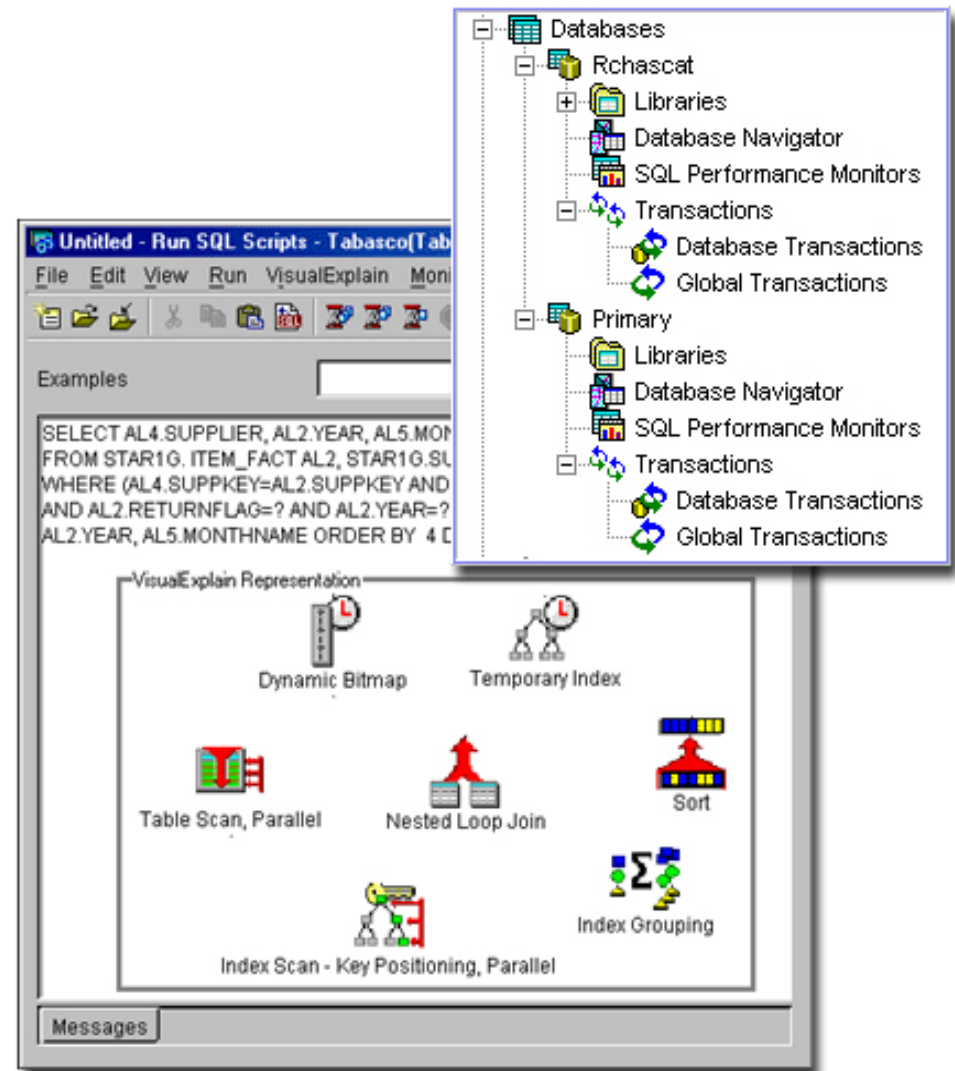 Databases
Rchascat
Libraries
Database Navigator
SQL Performance Monitors
Transactions
Database Transactions
Global Transactions
Primary
Libraries
Database Navigator
SQL Performance Monitors
Transactions
Database Transactions
Global Transactions
Untitled - Run SQL Scripts - Tabasco(Tab
File Edit View Run VisualExplain Moni
Examples
SELECT AL4.SUPPLIER, AL2.YEAR, AL5.MON
FROM STAR1G. ITEM_FACT AL2, STAR1G.SU
WHERE (AL4.SUPPKEY=AL2.SUPPKEY AND
AND AL2.RETURNFLAG=? AND AL2.YEAR=?
AL2.YEAR, AL5.MONTHNAME ORDER BY 4 D
VisualExplain Representation
Dynamic Bitmap
Temporary Index
Table Scan, Parallel
Nested Loop Join
Sort
Σ
Index Grouping
Index Scan - Key Positioning, Parallel
Messages